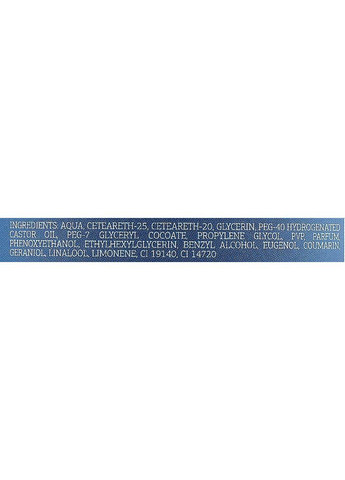 INGREDIENTS: AQUA, CETEARETH-25, CETEARETH-20, GLYCERIN, PEG-40 HYDROGENATED
CASTOR OIL, PEG-7 GLYCERYL COCOATE, PROPYLENE GLYCOL, PVP, PARFUM,
PHENOXYETHANOL, ETHYLHEXYLGLYCERIN, BENZYL ALCOHOL, EUGENOL, COUMARIN,
GERANIOL, LINALOOL, LIMONENE, CI 19140, CI 14720